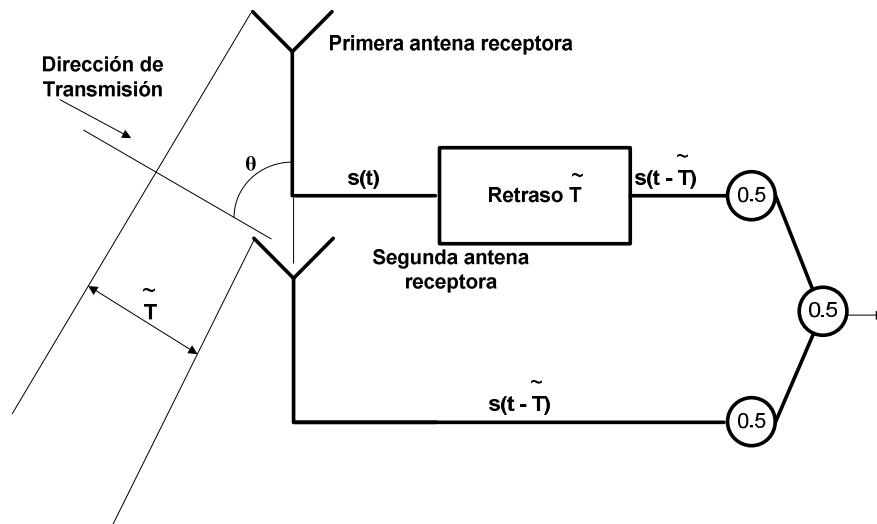 Primera antena receptora
Dirección de
Transmisión
θ
s(t)
Retraso T̃
s(t - T̃)
0.5
Segunda antena
receptora
T̃
0.5
s(t - T̃)
0.5